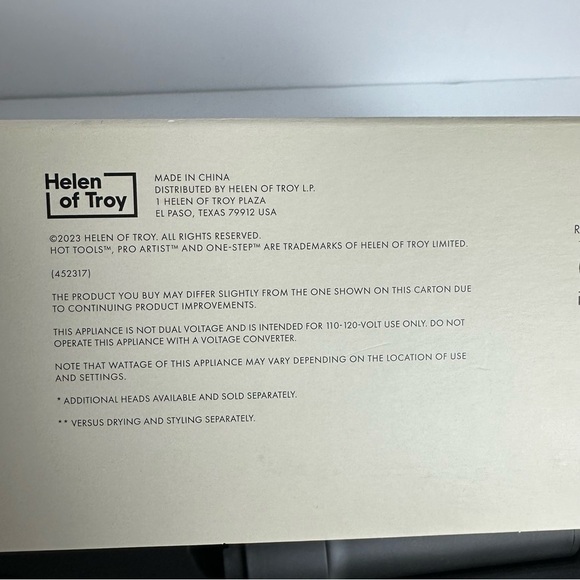 Helen
of Troy
MADE IN CHINA
DISTRIBUTED BY HELEN OF TROY L.P.
1 HELEN OF TROY PLAZA
EL PASO, TEXAS 79912 USA
©2023 HELEN OF TROY. ALL RIGHTS RESERVED.
HOT TOOLS™, PRO ARTIST™ AND ONE-STEP™ ARE TRADEMARKS OF HELEN OF TROY LIMITED.
(452317)
THE PRODUCT YOU BUY MAY DIFFER SLIGHTLY FROM THE ONE SHOWN ON THIS CARTON DUE
TO CONTINUING PRODUCT IMPROVEMENTS.
THIS APPLIANCE IS NOT DUAL VOLTAGE AND IS INTENDED FOR 110-120-VOLT USE ONLY. DO NOT
OPERATE THIS APPLIANCE WITH A VOLTAGE CONVERTER.
NOTE THAT WATTAGE OF THIS APPLIANCE MAY VARY DEPENDING ON THE LOCATION OF USE
AND SETTINGS.
* ADDITIONAL HEADS AVAILABLE AND SOLD SEPARATELY.
** VERSUS DRYING AND STYLING SEPARATELY.